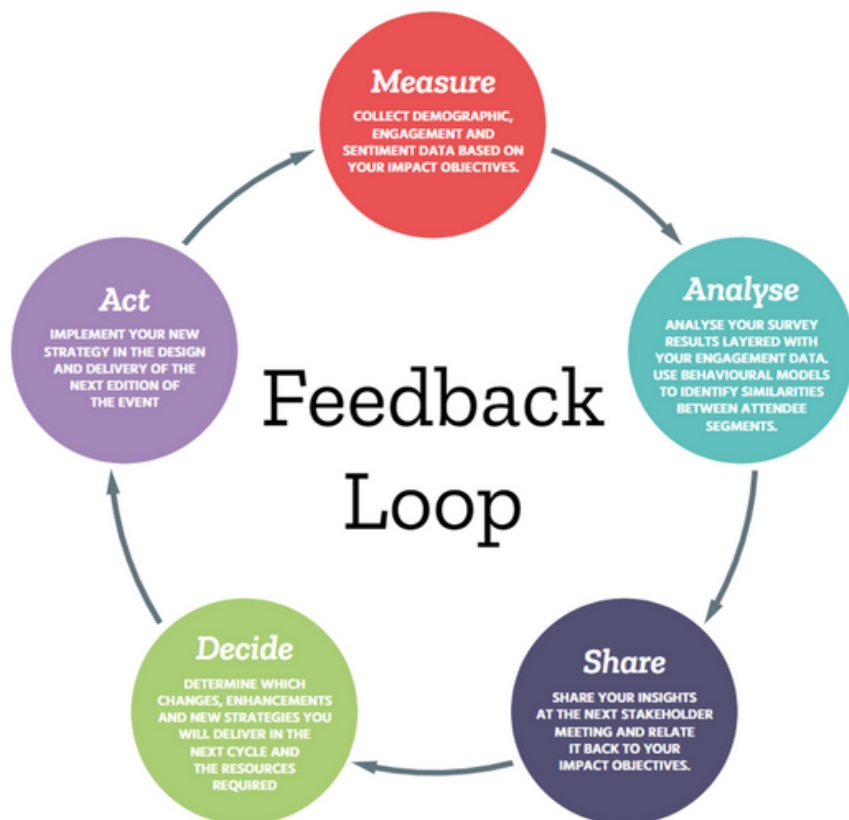 Measure
COLLECT DEMOGRAPHIC,
ENGAGEMENT AND
SENTIMENT DATA BASED ON
YOUR IMPACT OBJECTIVES.
Analyse
ANALYSE YOUR SURVEY
RESULTS LAYERED WITH
YOUR ENGAGEMENT DATA.
USE BEHAVIOURAL MODELS
TO IDENTIFY SIMILARITIES
BETWEEN ATTENDEE
SEGMENTS.
Share
SHARE YOUR INSIGHTS
AT THE NEXT STAKEHOLDER
MEETING AND RELATE
IT BACK TO YOUR
IMPACT OBJECTIVES.
Decide
DETERMINE WHICH
CHANGES, ENHANCEMENTS
AND NEW STRATEGIES YOU
WILL DELIVER IN THE
NEXT CYCLE AND
THE RESOURCES
REQUIRED
Act
IMPLEMENT YOUR NEW
STRATEGY IN THE DESIGN
AND DELIVERY OF THE
NEXT EDITION OF
THE EVENT
Feedback
Loop